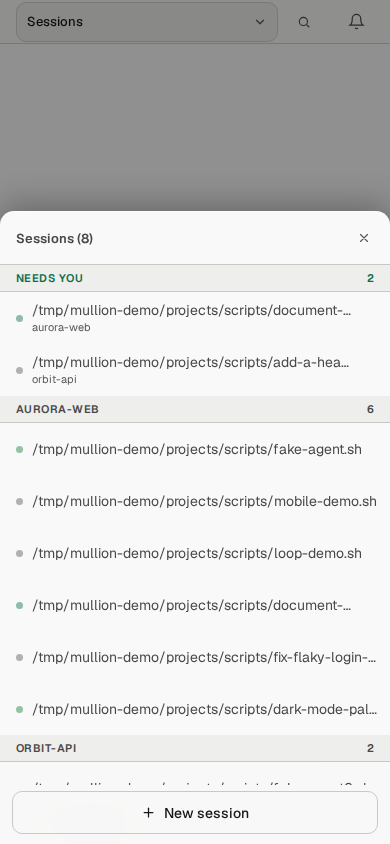 Sessions
Sessions (8)
NEEDS YOU 2
/tmp/mullion-demo/projects/scripts/document-…
aurora-web
/tmp/mullion-demo/projects/scripts/add-a-hea…
orbit-api
AURORA-WEB 6
/tmp/mullion-demo/projects/scripts/fake-agent.sh
/tmp/mullion-demo/projects/scripts/mobile-demo.sh
/tmp/mullion-demo/projects/scripts/loop-demo.sh
/tmp/mullion-demo/projects/scripts/document-…
/tmp/mullion-demo/projects/scripts/fix-flaky-login-…
/tmp/mullion-demo/projects/scripts/dark-mode-pal…
ORBIT-API 2
New session